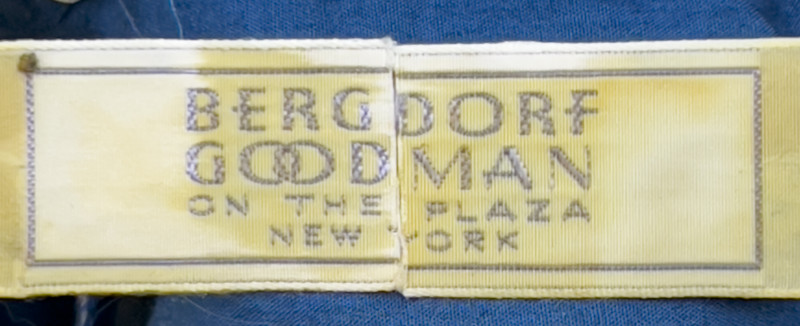 BERGDORF
GOODMAN
ON THE PLAZA
NEW YORK